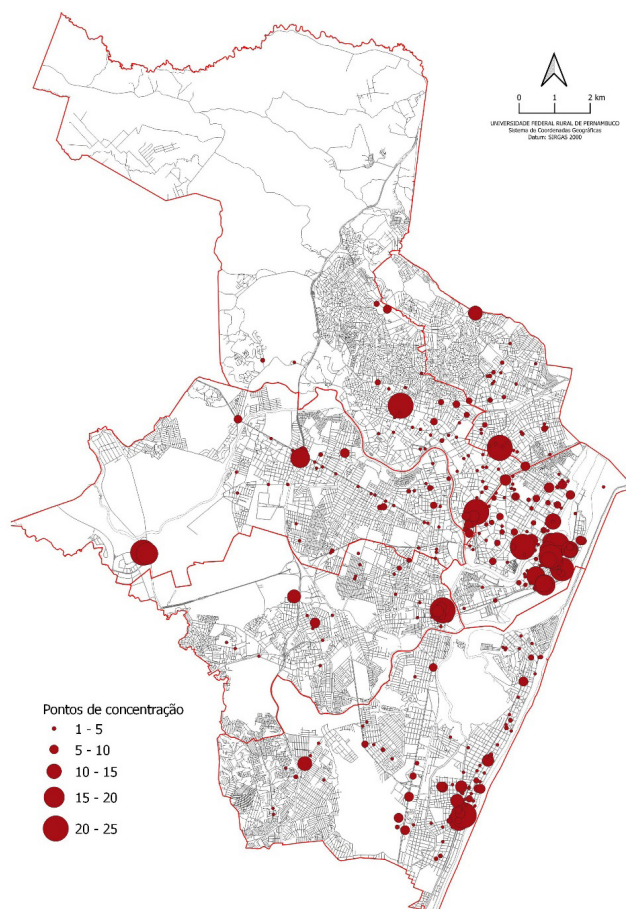 0 1 2 km
UNIVERSIDADE FEDERAL RURAL DE PERNAMBUCO
Sistema de Coordenadas Geográficas
Datum: SIRGAS 2000
Pontos de concentração
1 - 5
5 - 10
10 - 15
15 - 20
20 - 25